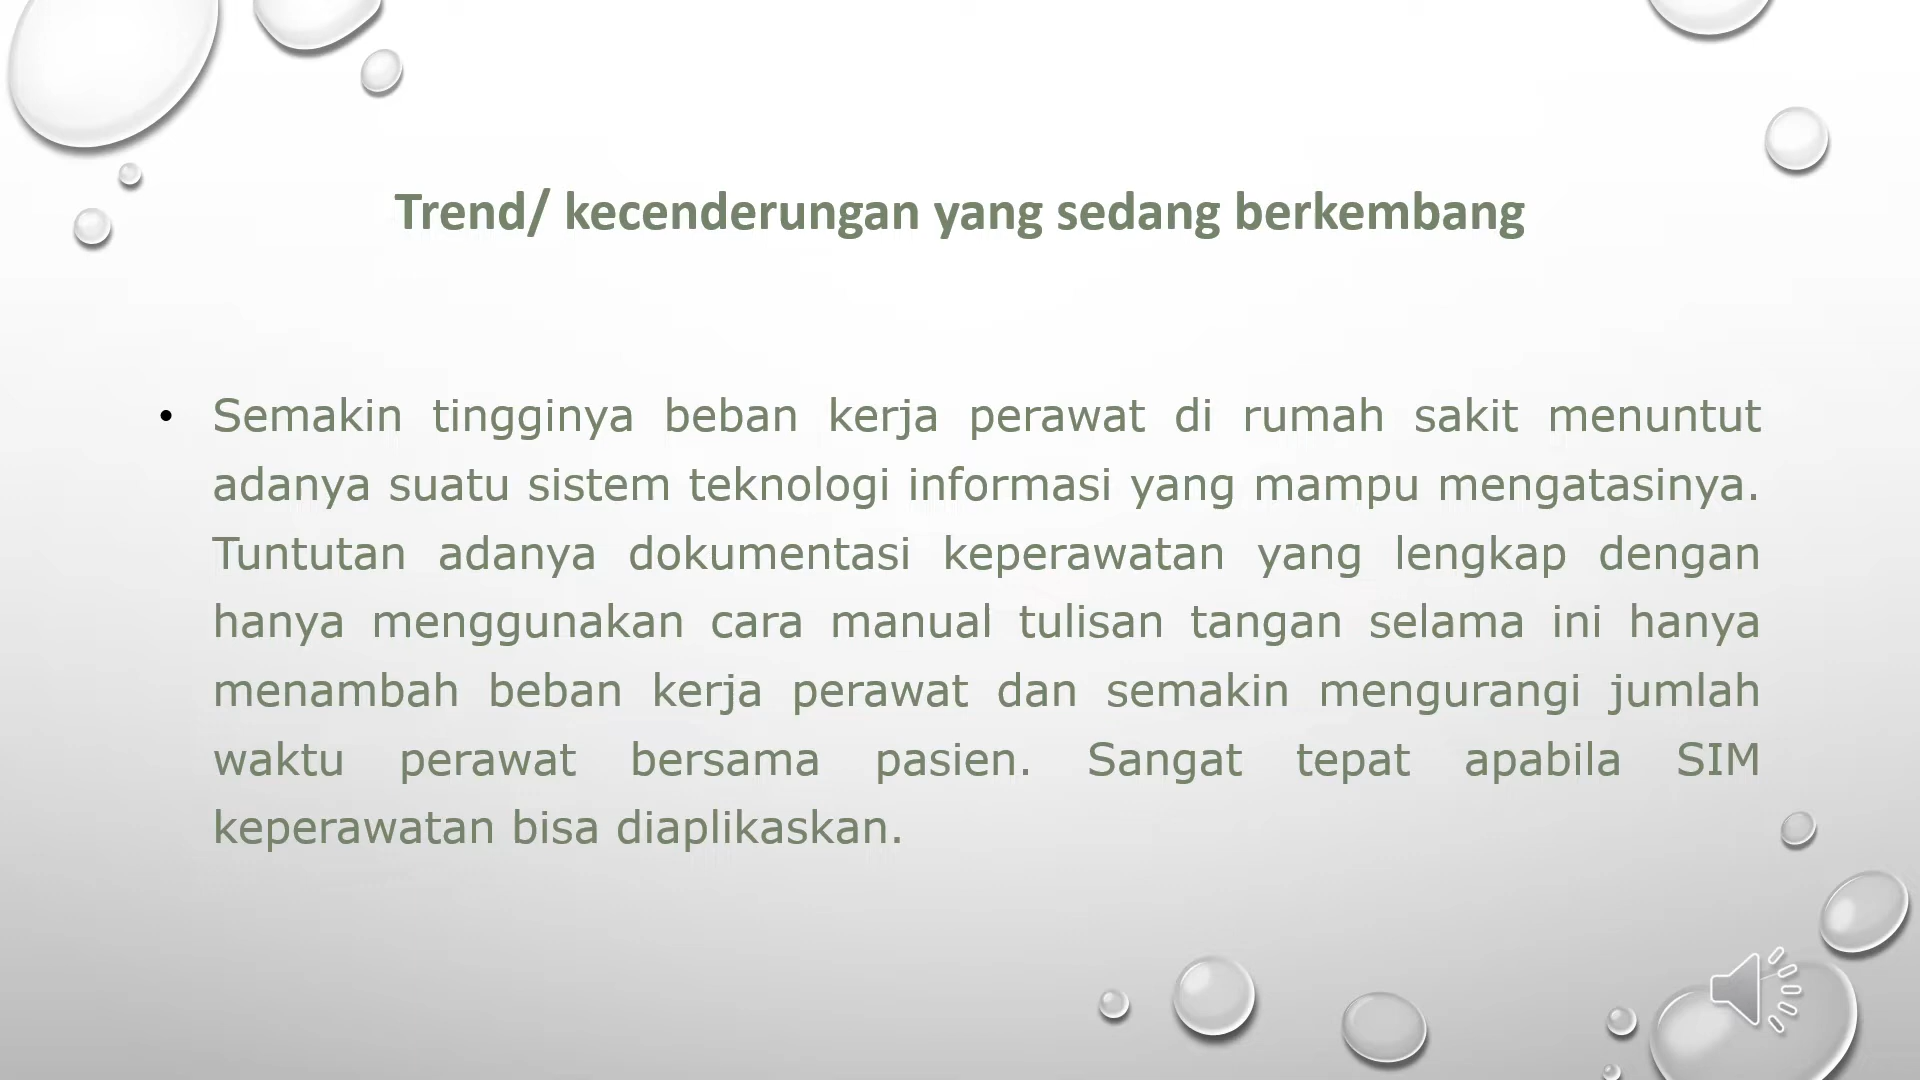 Trend/ kecenderungan yang sedang berkembang
• Semakin tingginya beban kerja perawat di rumah sakit menuntut
adanya suatu sistem teknologi informasi yang mampu mengatasinya.
Tuntutan adanya dokumentasi keperawatan yang lengkap dengan
hanya menggunakan cara manual tulisan tangan selama ini hanya
menambah beban kerja perawat dan semakin mengurangi jumlah
waktu perawat bersama pasien. Sangat tepat apabila SIM
keperawatan bisa diaplikaskan.